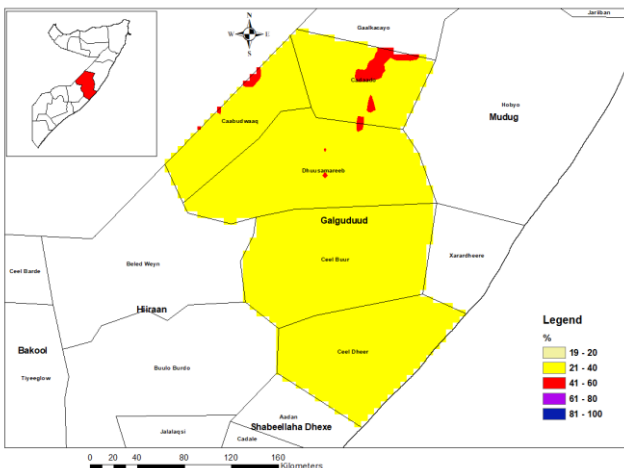 Jariiban
Gaalkacayo
N
W E
S
Hobyo
Mudug
Caabudwaaq
Dhuusamareeb
Galguduud
Ceel Buur
Xarardheere
Beled Weyn
Ceel Barde
Hiiraan
Bakool
Tiyeeglow
Buulo Burdo
Ceel Dheer
Jalalaqsi
Aadan
Shabeellaha Dhexe
Cadale
Legend
%
19 - 20
21 - 40
41 - 60
61 - 80
81 - 100
0 20 40 80 120 160
Kilometers